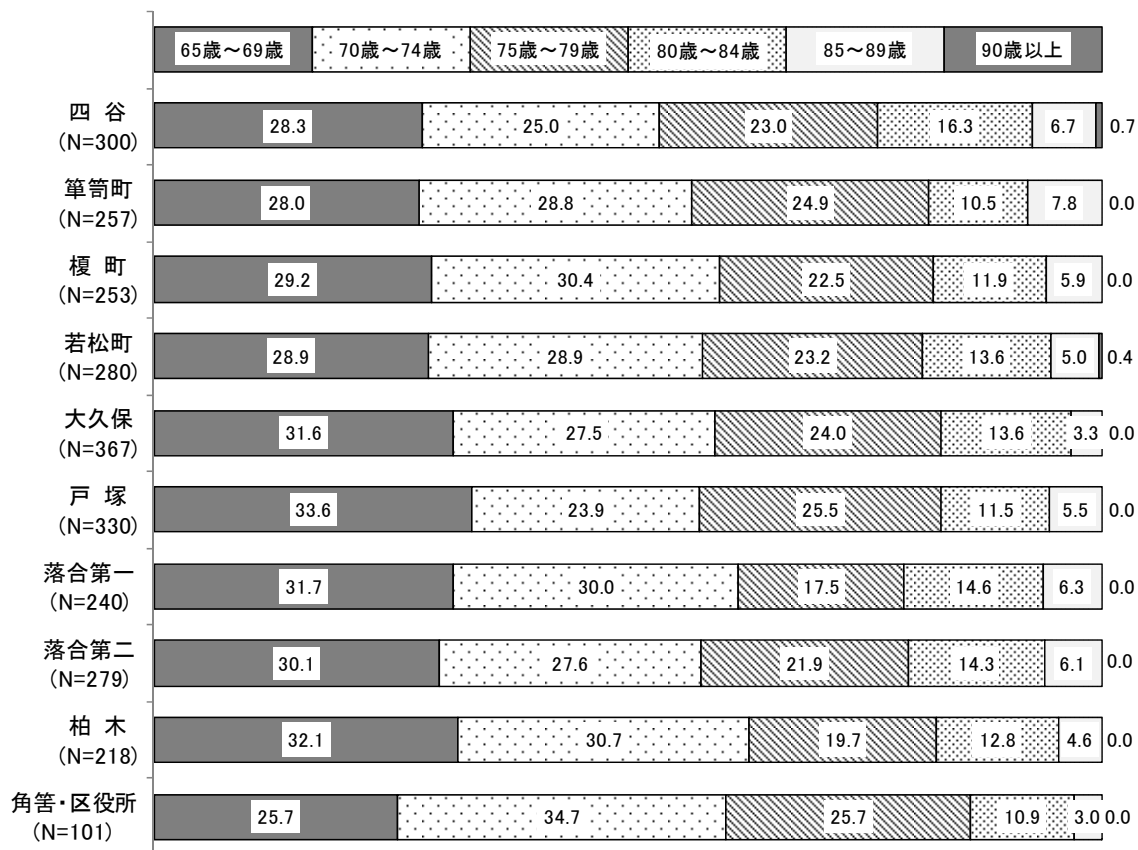 65歳～69歳 70歳～74歳 75歳～79歳 80歳～84歳 85～89歳 90歳以上
四 谷
(N=300)
28.3 25.0 23.0 16.3 6.7 0.7
箪笥町
(N=257)
28.0 28.8 24.9 10.5 7.8 0.0
榎 町
(N=253)
29.2 30.4 22.5 11.9 5.9 0.0
若松町
(N=280)
28.9 28.9 23.2 13.6 5.0 0.4
大久保
(N=367)
31.6 27.5 24.0 13.6 3.3 0.0
戸 塚
(N=330)
33.6 23.9 25.5 11.5 5.5 0.0
落合第一
(N=240)
31.7 30.0 17.5 14.6 6.3 0.0
落合第二
(N=279)
30.1 27.6 21.9 14.3 6.1 0.0
柏 木
(N=218)
32.1 30.7 19.7 12.8 4.6 0.0
角筈・区役所
(N=101)
25.7 34.7 25.7 10.9 3.0 0.0